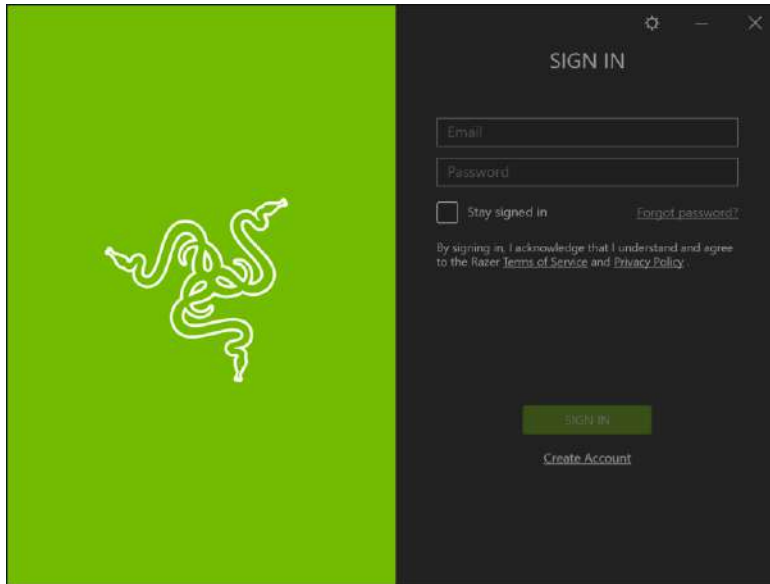 SIGN IN
Email
Password
Stay signed in
Forgot password?
By signing in, I acknowledge that I understand and agree
to the Razer Terms of Service and Privacy Policy .
SIGN IN
Create Account